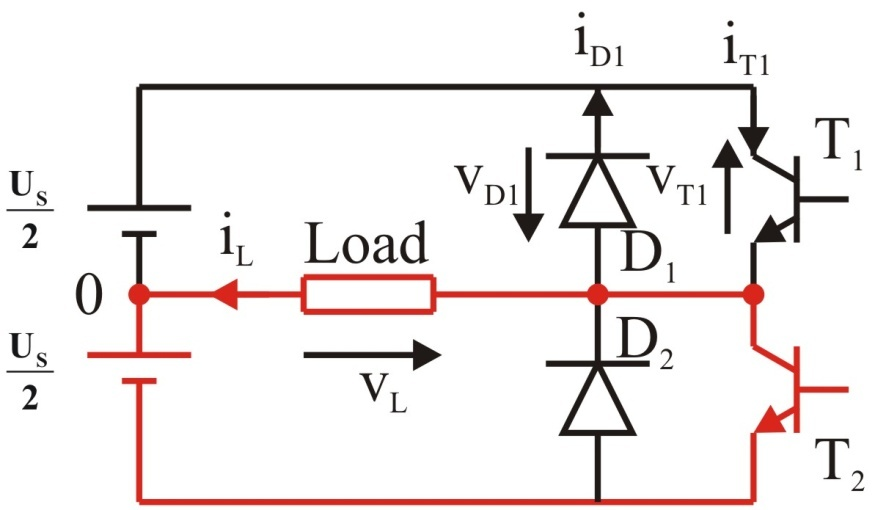 i_D1 i_T1
T_1
U_s/2
v_D1 v_T1
i_L Load D_1
0
U_s/2
D_2
v_L
T_2